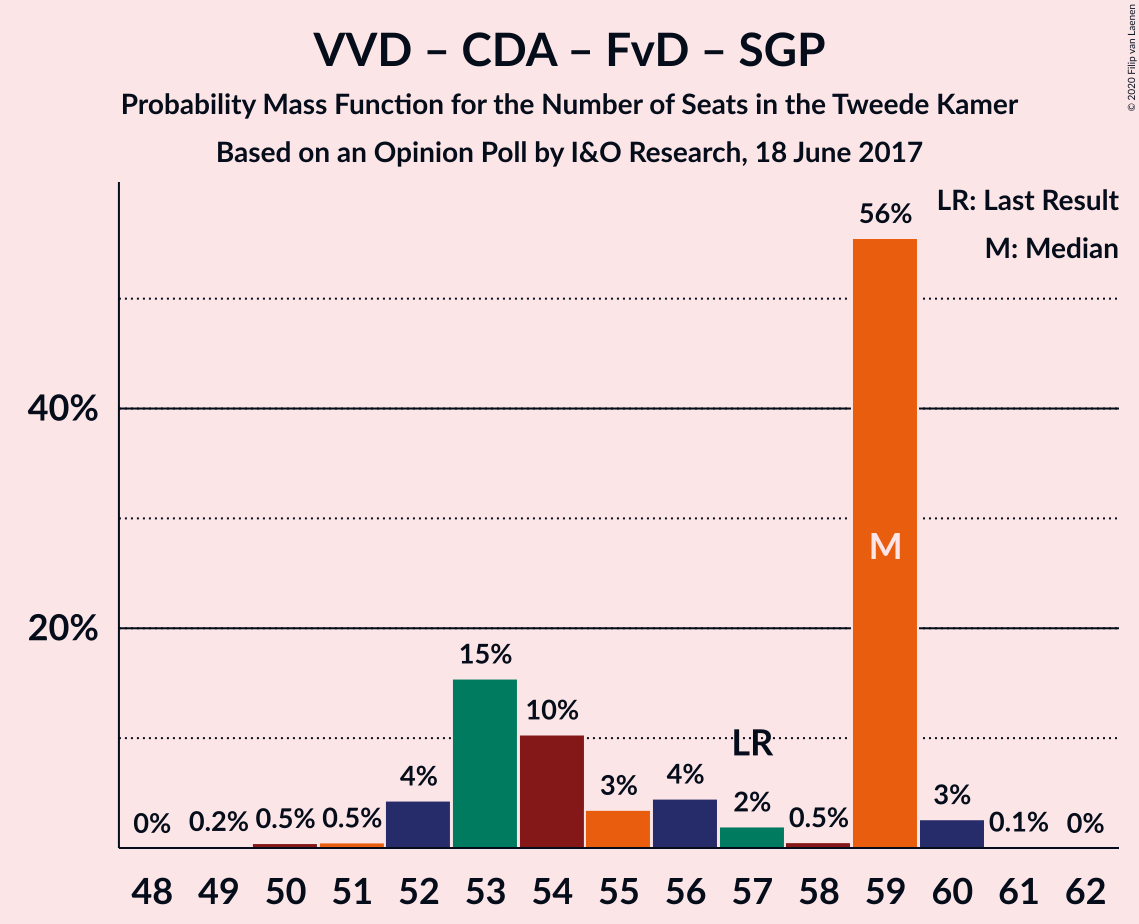 VVD – CDA – FvD – SGP
Probability Mass Function for the Number of Seats in the Tweede Kamer
Based on an Opinion Poll by I&O Research, 18 June 2017
© 2020 Filip van Laenen
LR: Last Result
M: Median
56%
40%
M
20%
15%
10%
LR
4%
3%
4%
2%
3%
0%
0.2%
0.5%
0.5%
0.5%
0.1%
0%
48 49 50 51 52 53 54 55 56 57 58 59 60 61 62